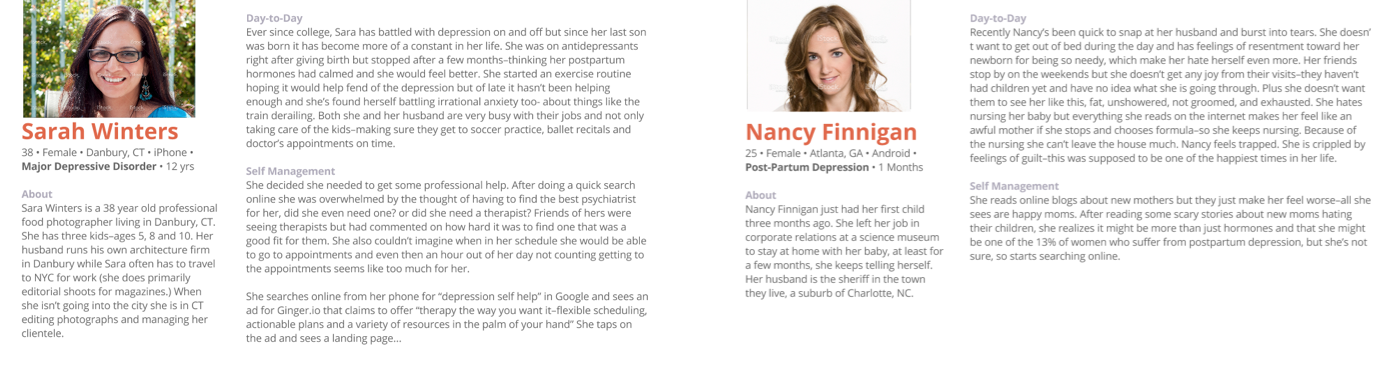 Sarah Winters
38 • Female • Danbury, CT • iPhone •
Major Depressive Disorder • 12 yrs
About
Sara Winters is a 38 year old professional
food photographer living in Danbury, CT.
She has three kids–ages 5, 8 and 10. Her
husband runs his own architecture firm
in Danbury while Sara often has to travel
to NYC for work (she does primarily
editorial shoots for magazines.) When
she isn't going into the city she is in CT
editing photographs and managing her
clientele.
Day-to-Day
Ever since college, Sara has battled with depression on and off but since her last son
was born it has become more of a constant in her life. She was on antidepressants
right after giving birth but stopped after a few months–thinking her postpartum
hormones had calmed and she would feel better. She started an exercise routine
hoping it would help fend of the depression but of late it hasn't been helping
enough and she's found herself battling irrational anxiety too- about things like the
train derailing. Both she and her husband are very busy with their jobs and not only
taking care of the kids–making sure they get to soccer practice, ballet recitals and
doctor's appointments on time.
Self Management
She decided she needed to get some professional help. After doing a quick search
online she was overwhelmed by the thought of having to find the best psychiatrist
for her, did she even need one? or did she need a therapist? Friends of hers were
seeing therapists but had commented on how hard it was to find one that was a
good fit for them. She also couldn't imagine when in her schedule she would be able
to go to appointments and even then an hour out of her day not counting getting to
the appointments seems like too much for her.
She searches online from her phone for "depression self help" in Google and sees an
ad for Ginger.io that claims to offer "therapy the way you want it–flexible scheduling,
actionable plans and a variety of resources in the palm of your hand" She taps on
the ad and sees a landing page...
Nancy Finnigan
25 • Female • Atlanta, GA • Android •
Post-Partum Depression • 1 Months
About
Nancy Finnigan just had her first child
three months ago. She left her job in
corporate relations at a science museum
to stay at home with her baby, at least for
a few months, she keeps telling herself.
Her husband is the sheriff in the town
they live, a suburb of Charlotte, NC.
Day-to-Day
Recently Nancy's been quick to snap at her husband and burst into tears. She doesn'
t want to get out of bed during the day and has feelings of resentment toward her
newborn for being so needy, which make her hate herself even more. Her friends
stop by on the weekends but she doesn't get any joy from their visits–they haven't
had children yet and have no idea what she is going through. Plus she doesn't want
them to see her like this, fat, unshowered, not groomed, and exhausted. She hates
nursing her baby but everything she reads on the internet makes her feel like an
awful mother if she stops and chooses formula–so she keeps nursing. Because of
the nursing she can't leave the house much. Nancy feels trapped. She is crippled by
feelings of guilt–this was supposed to be one of the happiest times in her life.
Self Management
She reads online blogs about new mothers but they just make her feel worse–all she
sees are happy moms. After reading some scary stories about new moms hating
their children, she realizes it might be more than just hormones and that she might
be one of the 13% of women who suffer from postpartum depression, but she's not
sure, so starts searching online.